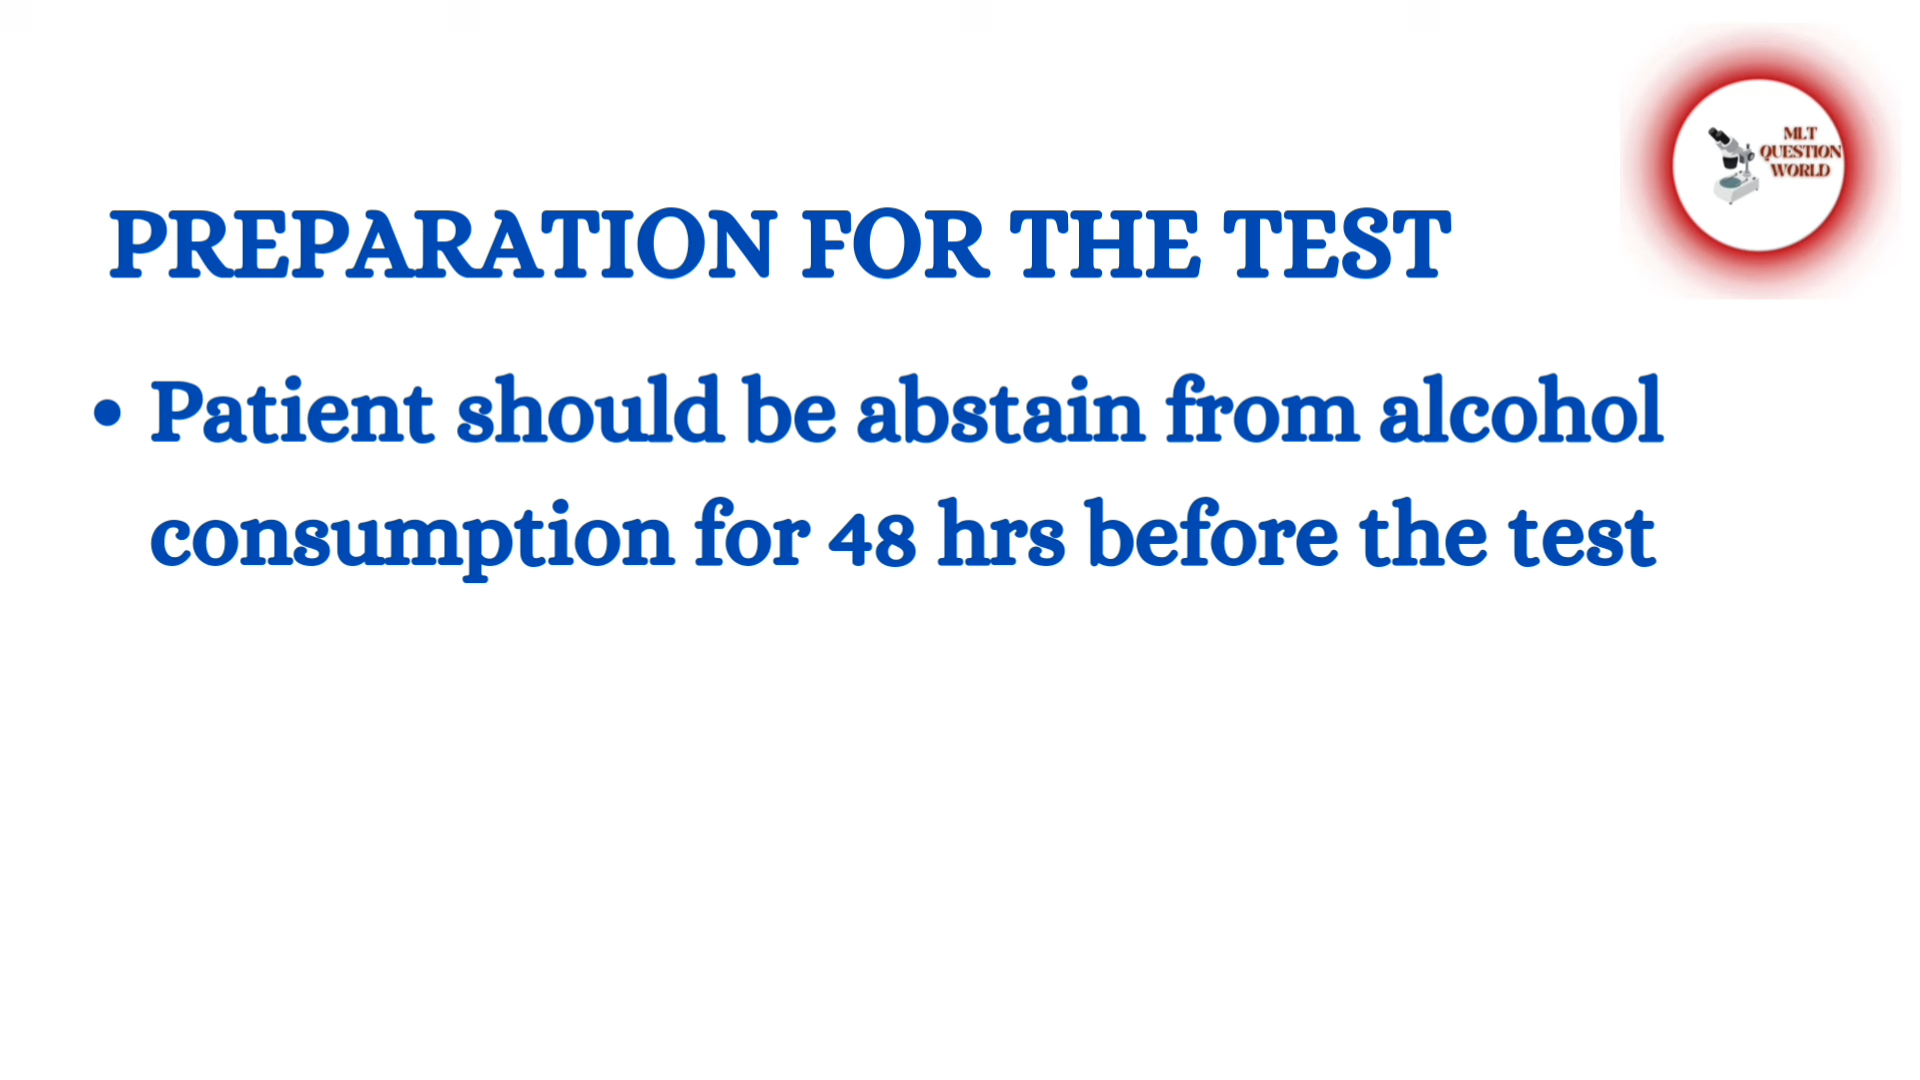 MLT
QUESTION
WORLD
PREPARATION FOR THE TEST
• Patient should be abstain from alcohol
consumption for 48 hrs before the test